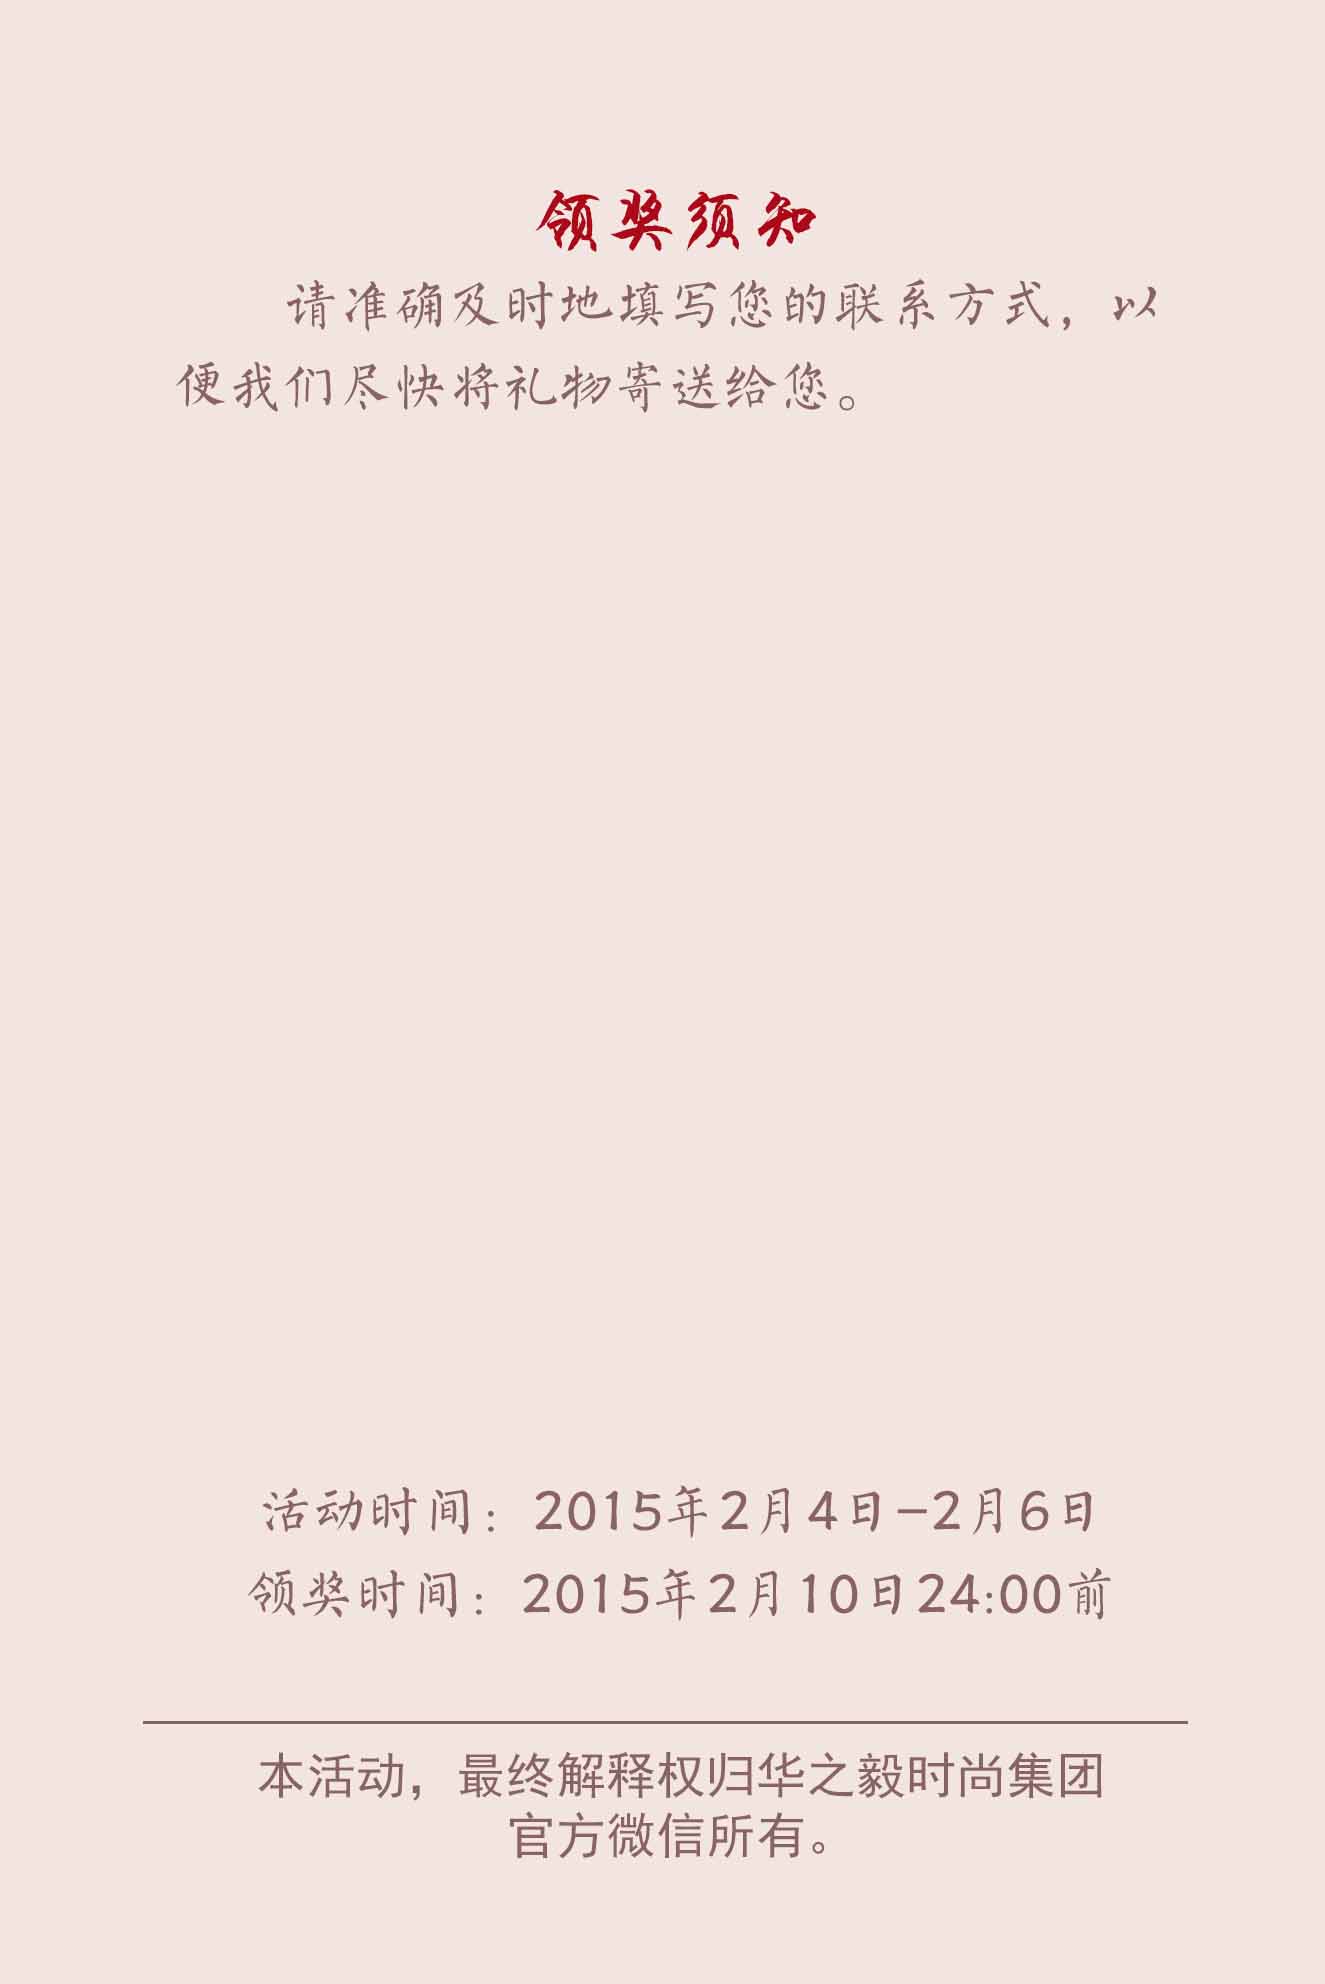 领奖须知
请准确及时地填写您的联系方式，以
便我们尽快将礼物寄送给您。
活动时间：2015年2月4日-2月6日
领奖时间：2015年2月10日24:00前
本活动，最终解释权归华之毅时尚集团
官方微信所有。